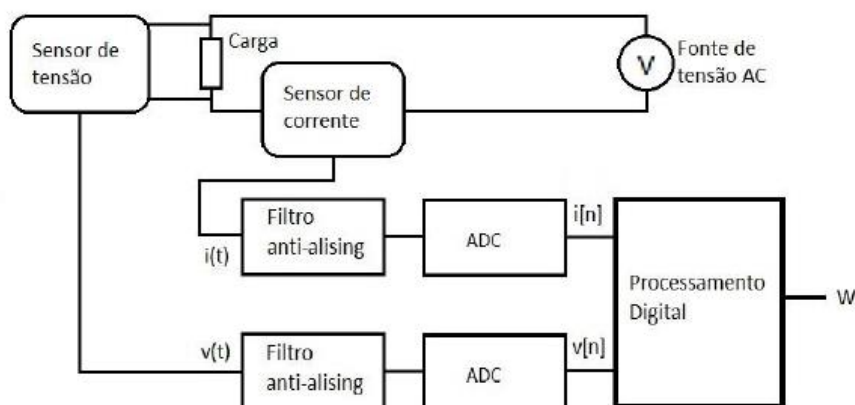 Sensor de
tensão
Carga
Sensor de
corrente
V
Fonte de
tensão AC
i(t)
Filtro
anti-alising
ADC
i[n]
Processamento
Digital
W
v(t)
Filtro
anti-alising
ADC
v[n]